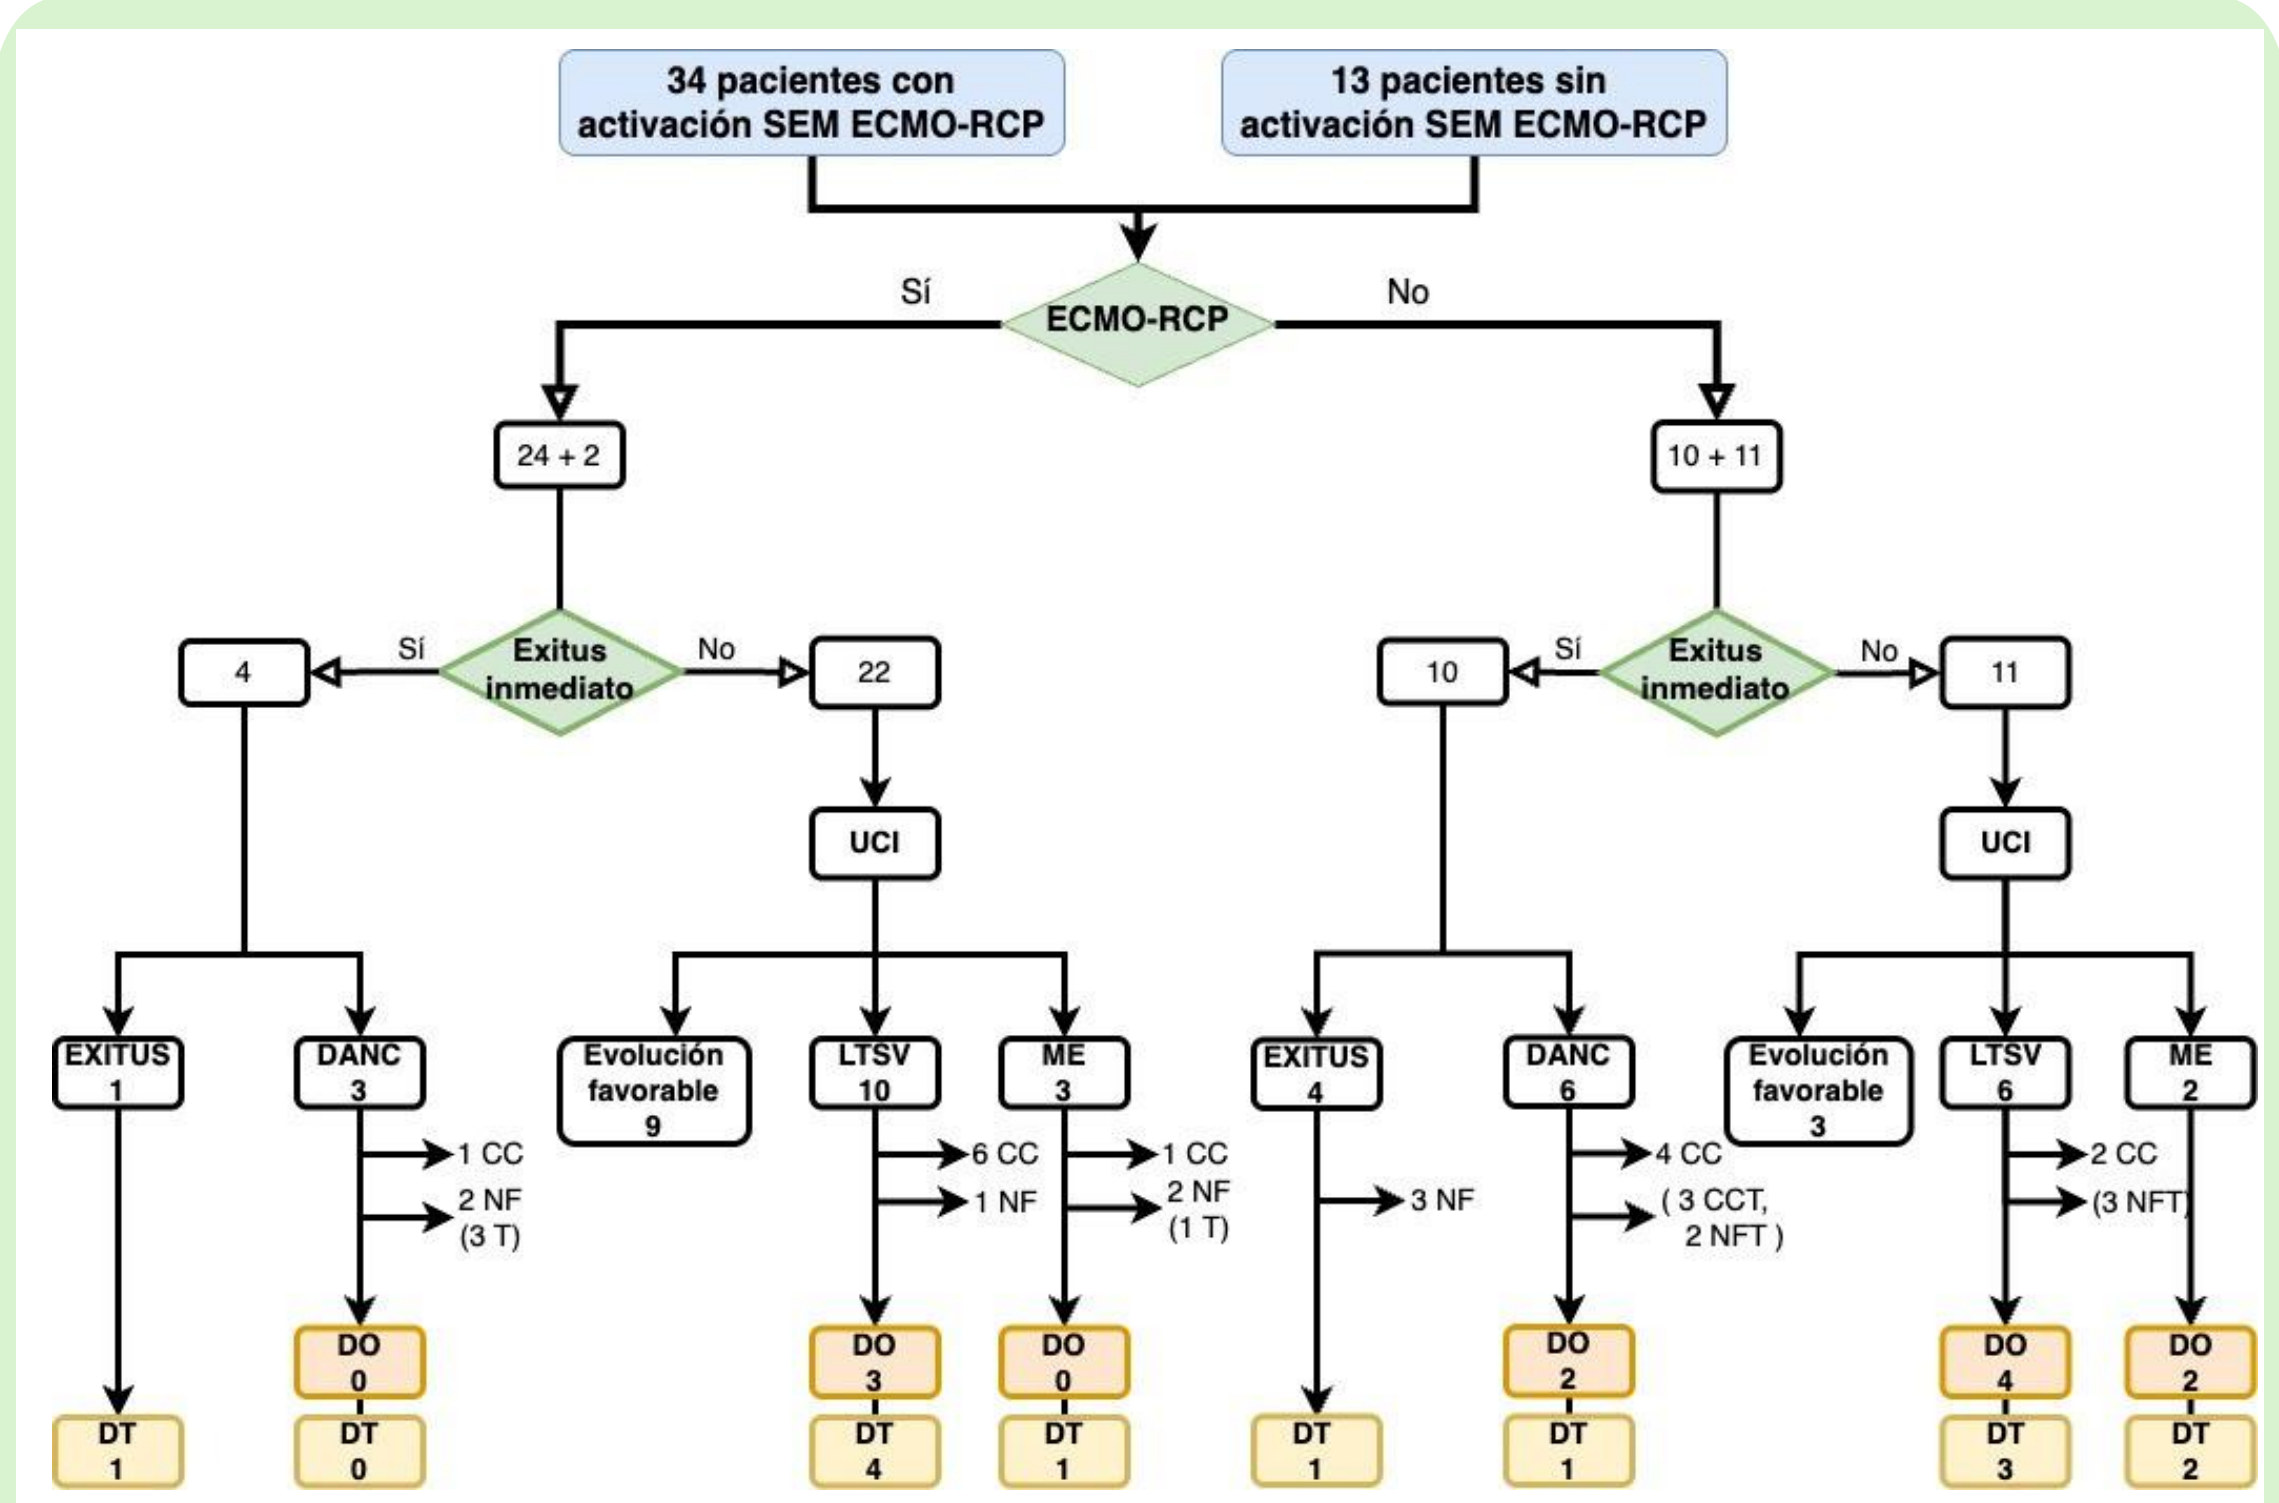 34 pacientes con
activación SEM ECMO-RCP
13 pacientes sin
activación SEM ECMO-RCP
Sí
ECMO-RCP
No
24 + 2
10 + 11
4
Sí
Exitus
inmediato
No
22
10
Sí
Exitus
inmediato
No
11
UCI
UCI
EXITUS
1
DANC
3
Evolución
favorable
9
LTSV
10
ME
3
EXITUS
4
DANC
6
Evolución
favorable
3
LTSV
6
ME
2
1 CC
2 NF
(3 T)
6 CC
1 NF
1 CC
2 NF
(1 T)
3 NF
4 CC
( 3 CCT,
2 NFT )
2 CC
(3 NFT)
DO
0
DO
3
DO
0
DO
2
DO
4
DO
2
DT
1
DT
0
DT
4
DT
1
DT
1
DT
1
DT
3
DT
2